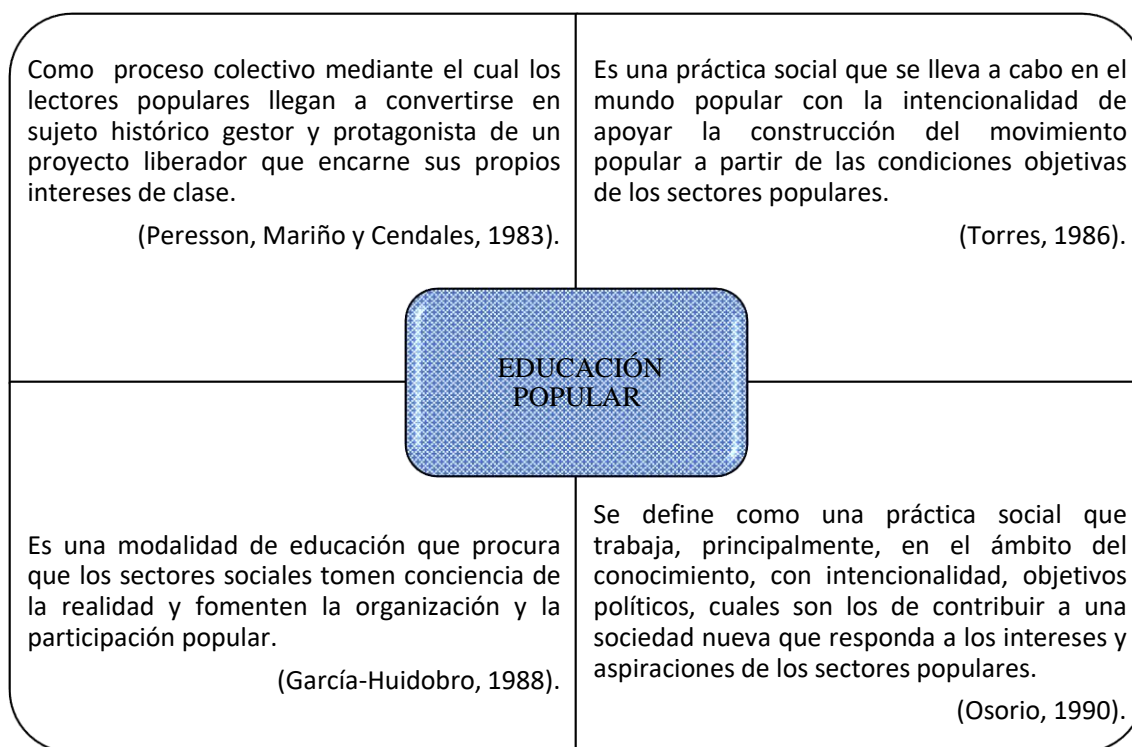 Como proceso colectivo mediante el cual los
lectores populares llegan a convertirse en
sujeto histórico gestor y protagonista de un
proyecto liberador que encarne sus propios
intereses de clase.
(Peresson, Mariño y Cendales, 1983).
Es una práctica social que se lleva a cabo en el
mundo popular con la intencionalidad de
apoyar la construcción del movimiento
popular a partir de las condiciones objetivas
de los sectores populares.
(Torres, 1986).
EDUCACIÓN
POPULAR
Es una modalidad de educación que procura
que los sectores sociales tomen conciencia de
la realidad y fomenten la organización y la
participación popular.
(García-Huidobro, 1988).
Se define como una práctica social que
trabaja, principalmente, en el ámbito del
conocimiento, con intencionalidad, objetivos
políticos, cuales son los de contribuir a una
sociedad nueva que responda a los intereses y
aspiraciones de los sectores populares.
(Osorio, 1990).